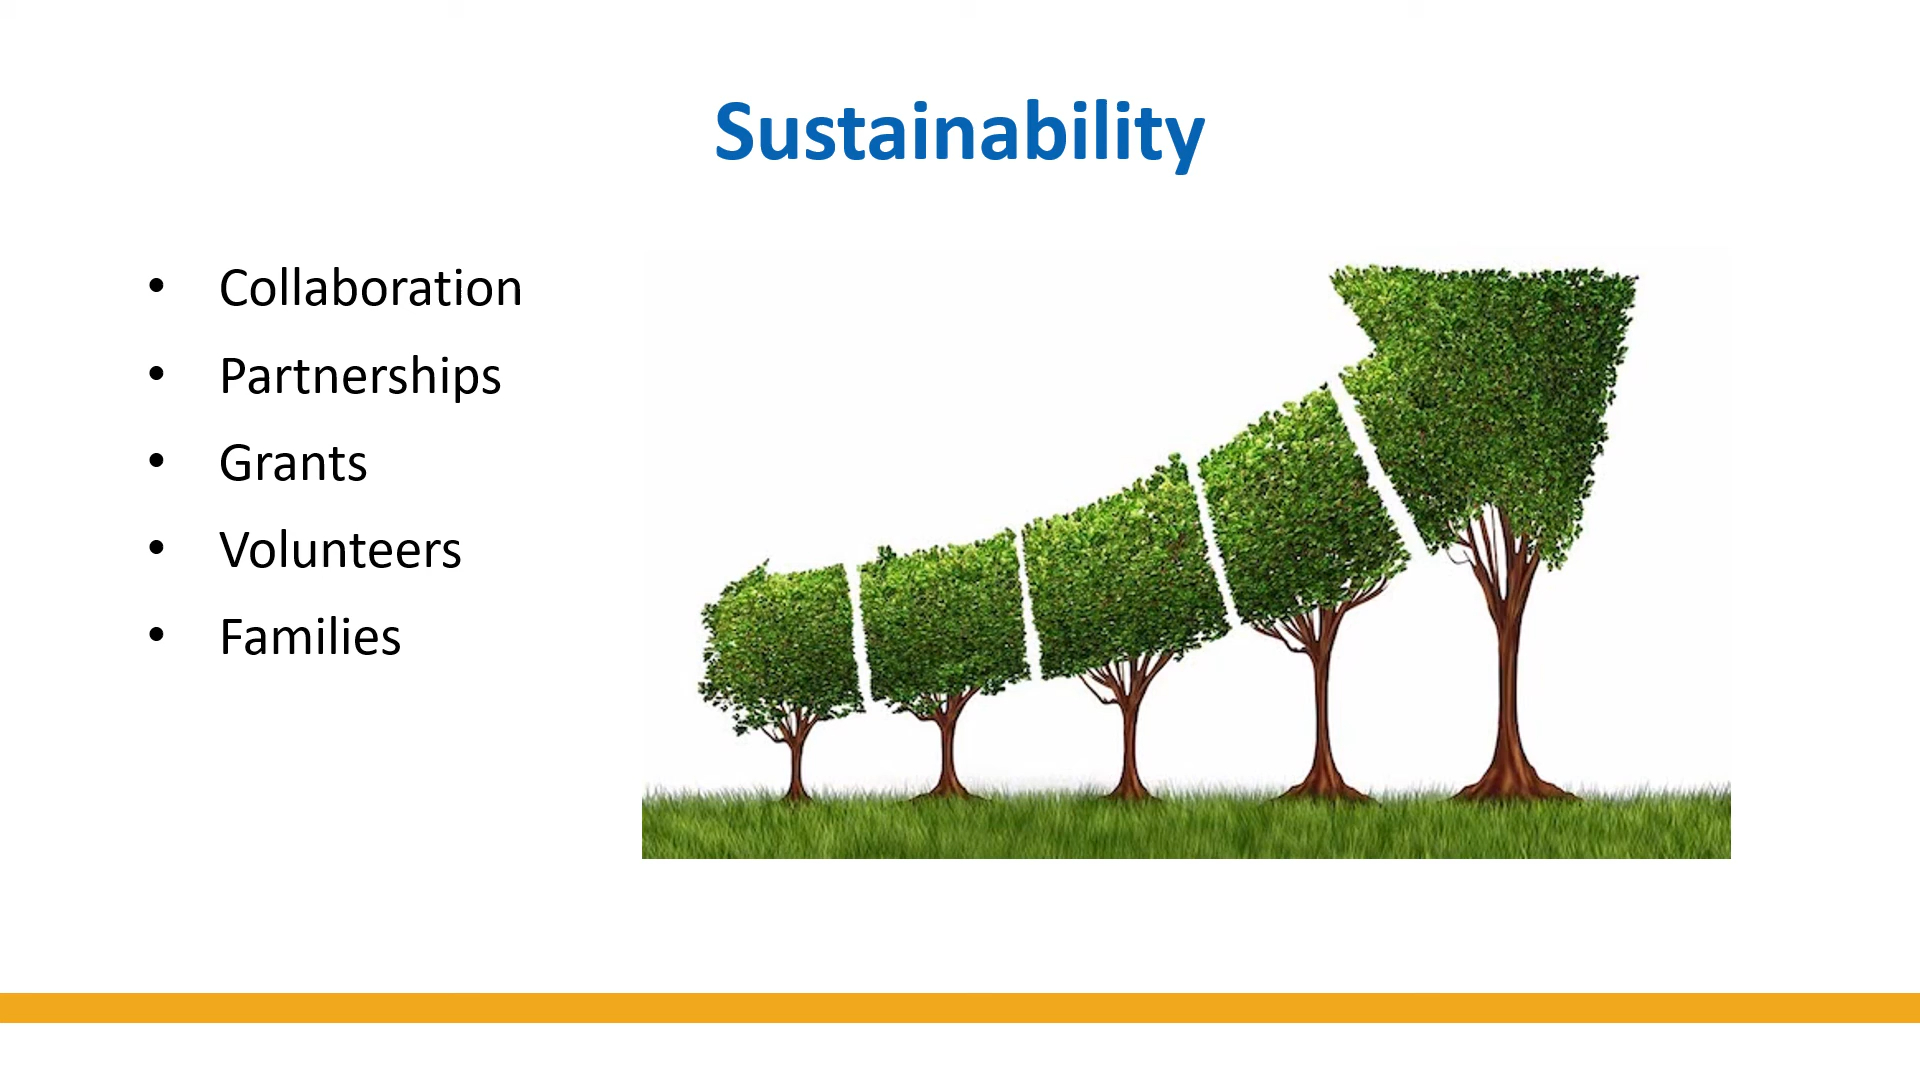 Sustainability
• Collaboration
• Partnerships
• Grants
• Volunteers
• Families